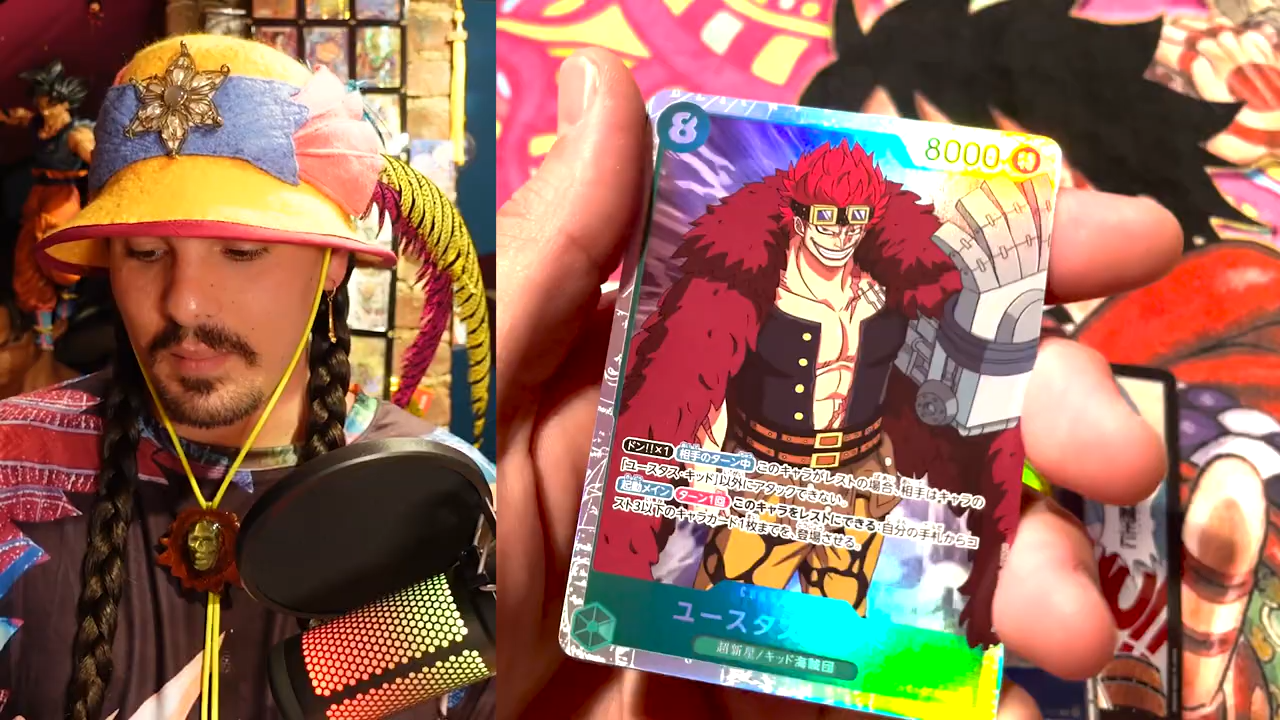 8
8000
特
ドン!!×1 相手のターン中 このキャラがレストの場合、相手はキャラの
「ユースタス・キッド」以外にアタックできない。
起動メイン ターン1回 このキャラをレストにできる:自分の手札からコ
スト3以下のキャラカード1枚までを、登場させる。
ユースタス
超新星/キッド海賊団